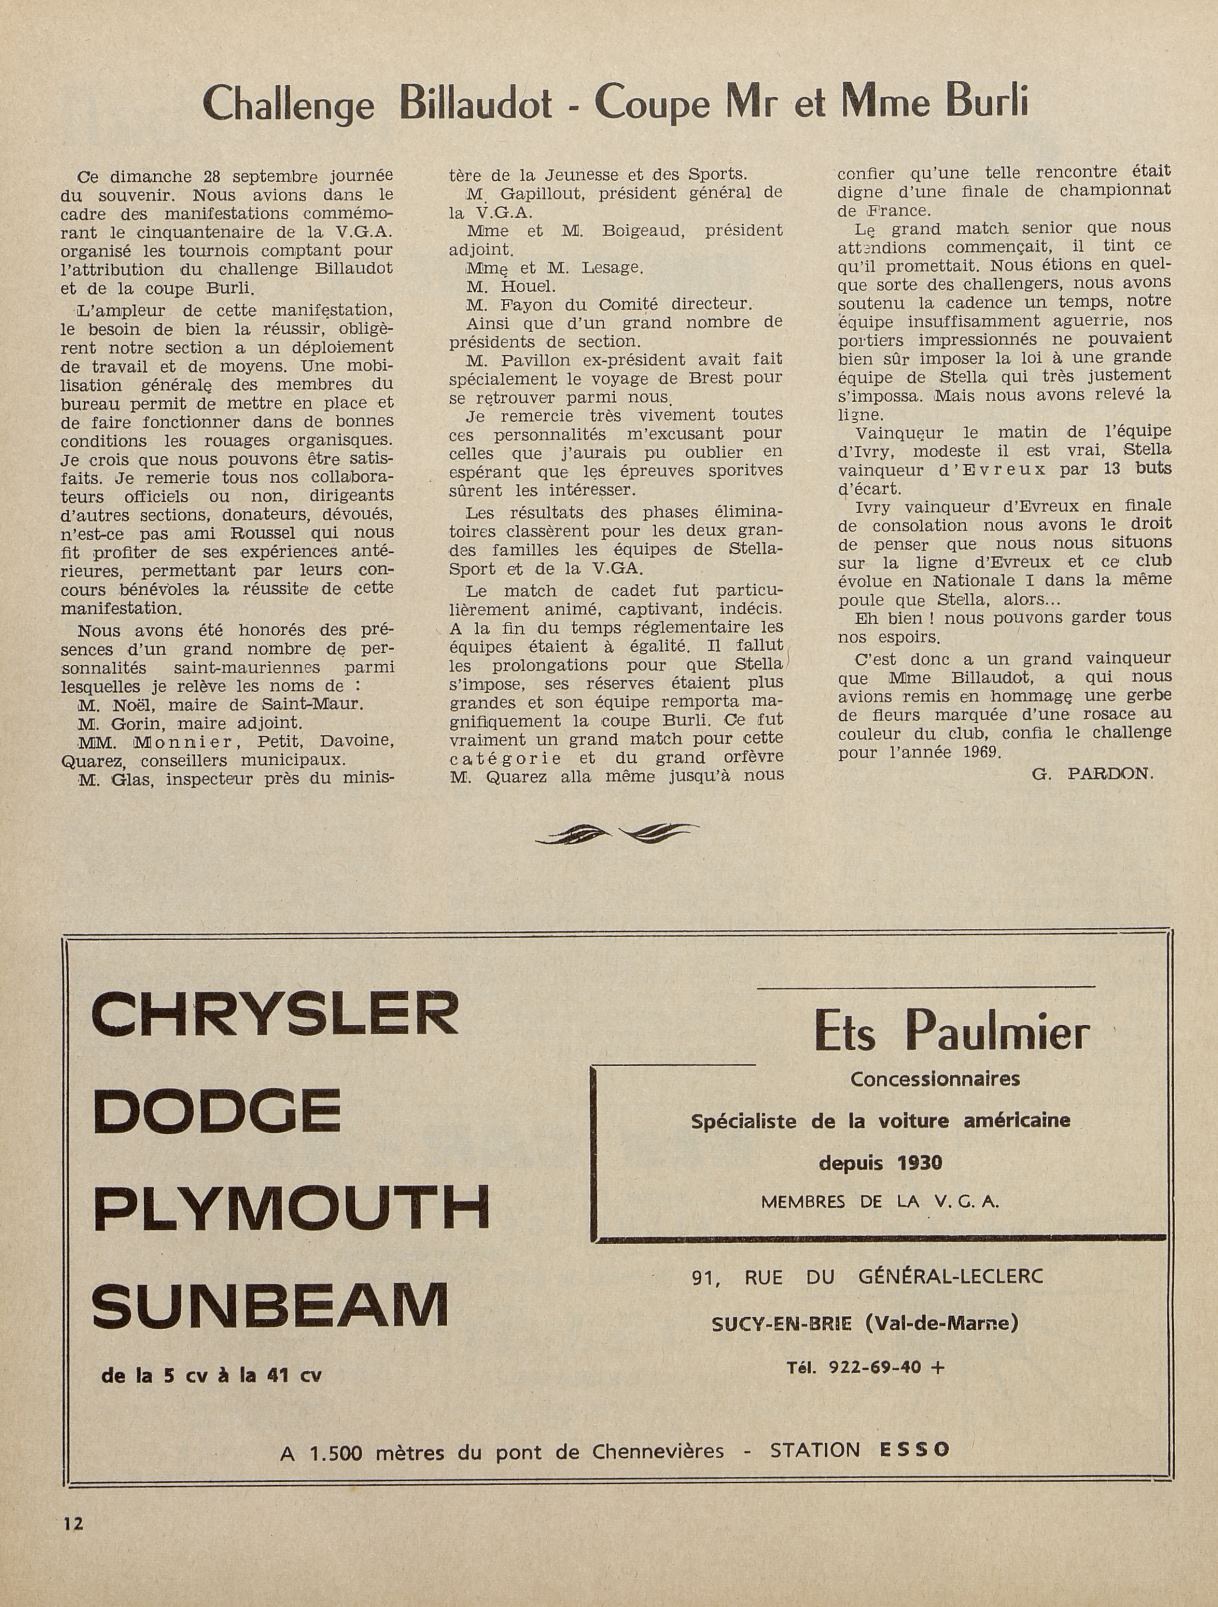 Challenge Billaudot - Coupe Mr et Mme Burli
Ce dimanche 28 septembre journée
du souvenir. Nous avions dans le
cadre des manifestations commémo-
rant le cinquantenaire de la V.G.A.
organisé les tournois comptant pour
l'attribution du challenge Billaudot
et de la coupe Burli.
L'ampleur de cette manifestation,
le besoin de bien la réussir, obligè-
rent notre section a un déploiement
de travail et de moyens. Une mobi-
lisation générale des membres du
bureau permit de mettre en place et
de faire fonctionner dans de bonnes
conditions les rouages organisques.
Je crois que nous pouvons être satis-
faits. Je remerie tous nos collabora-
teurs officiels ou non, dirigeants
d'autres sections, donateurs, dévoués,
n'est-ce pas ami Roussel qui nous
fit profiter de ses expériences anté-
rieures, permettant par leurs con-
cours bénévoles la réussite de cette
manifestation.
Nous avons été honorés des pré-
sences d'un grand nombre de per-
sonnalités saint-mauriennes parmi
lesquelles je relève les noms de :
M. Noël, maire de Saint-Maur.
M. Gorin, maire adjoint.
MM. Monnier, Petit, Davoine,
Quarez, conseillers municipaux.
M. Glas, inspecteur près du minis-
tère de la Jeunesse et des Sports.
M. Gapillout, président général de
la V.G.A.
Mme et M. Boigeaud, président
adjoint.
Mme et M. Lesage.
M. Houel.
M. Fayon du Comité directeur.
Ainsi que d'un grand nombre de
présidents de section.
M. Pavillon ex-président avait fait
spécialement le voyage de Brest pour
se retrouver parmi nous.
Je remercie très vivement toutes
ces personnalités m'excusant pour
celles que j'aurais pu oublier en
espérant que les épreuves sporitves
sûrent les intéresser.
Les résultats des phases élimina-
toires classèrent pour les deux gran-
des familles les équipes de Stella-
Sport et de la V.GA.
Le match de cadet fut particu-
lièrement animé, captivant, indécis.
A la fin du temps réglementaire les
équipes étaient à égalité. Il fallut
les prolongations pour que Stella
s'impose, ses réserves étaient plus
grandes et son équipe remporta ma-
gnifiquement la coupe Burli. Ce fut
vraiment un grand match pour cette
catégorie et du grand orfèvre
M. Quarez alla même jusqu'à nous
confier qu'une telle rencontre était
digne d'une finale de championnat
de France.
Le grand match senior que nous
attendions commençait, il tint ce
qu'il promettait. Nous étions en quel-
que sorte des challengers, nous avons
soutenu la cadence un temps, notre
équipe insuffisamment aguerrie, nos
portiers impressionnés ne pouvaient
bien sûr imposer la loi à une grande
équipe de Stella qui très justement
s'impossa. Mais nous avons relevé la
ligne.
Vainqueur le matin de l'équipe
d'Ivry, modeste il est vrai, Stella
vainqueur d'Evreux par 13 buts
d'écart.
Ivry vainqueur d'Evreux en finale
de consolation nous avons le droit
de penser que nous nous situons
sur la ligne d'Evreux et ce club
évolue en Nationale I dans la même
poule que Stella, alors...
Eh bien ! nous pouvons garder tous
nos espoirs.
C'est donc a un grand vainqueur
que Mme Billaudot, a qui nous
avions remis en hommage une gerbe
de fleurs marquée d'une rosace au
couleur du club, confia le challenge
pour l'année 1969.
G. PARDON.
CHRYSLER
DODGE
PLYMOUTH
SUNBEAM
de la 5 cv à la 41 cv
Ets Paulmier
Concessionnaires
Spécialiste de la voiture américaine
depuis 1930
MEMBRES DE LA V.G.A.
91, RUE DU GÉNÉRAL-LECLERC
SUCY-EN-BRIE (Val-de-Marne)
Tél. 922-69-40 +
A 1.500 mètres du pont de Chennevières - STATION ESSO
12